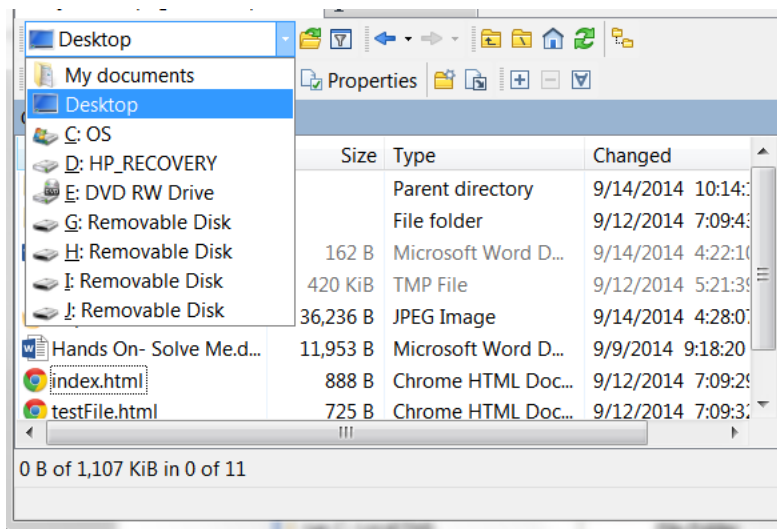 Desktop
My documents
Properties
Desktop
C: OS
Size Type Changed
D: HP_RECOVERY
Parent directory 9/14/2014 10:14:
E: DVD RW Drive
File folder 9/12/2014 7:09:43
G: Removable Disk
H: Removable Disk
162 B Microsoft Word D... 9/14/2014 4:22:10
I: Removable Disk
420 KiB TMP File 9/12/2014 5:21:39
J: Removable Disk
36,236 B JPEG Image 9/14/2014 4:28:07
Hands On- Solve Me.d... 11,953 B Microsoft Word D... 9/9/2014 9:18:20
index.html 888 B Chrome HTML Doc... 9/12/2014 7:09:29
testFile.html 725 B Chrome HTML Doc... 9/12/2014 7:09:32
0 B of 1,107 KiB in 0 of 11